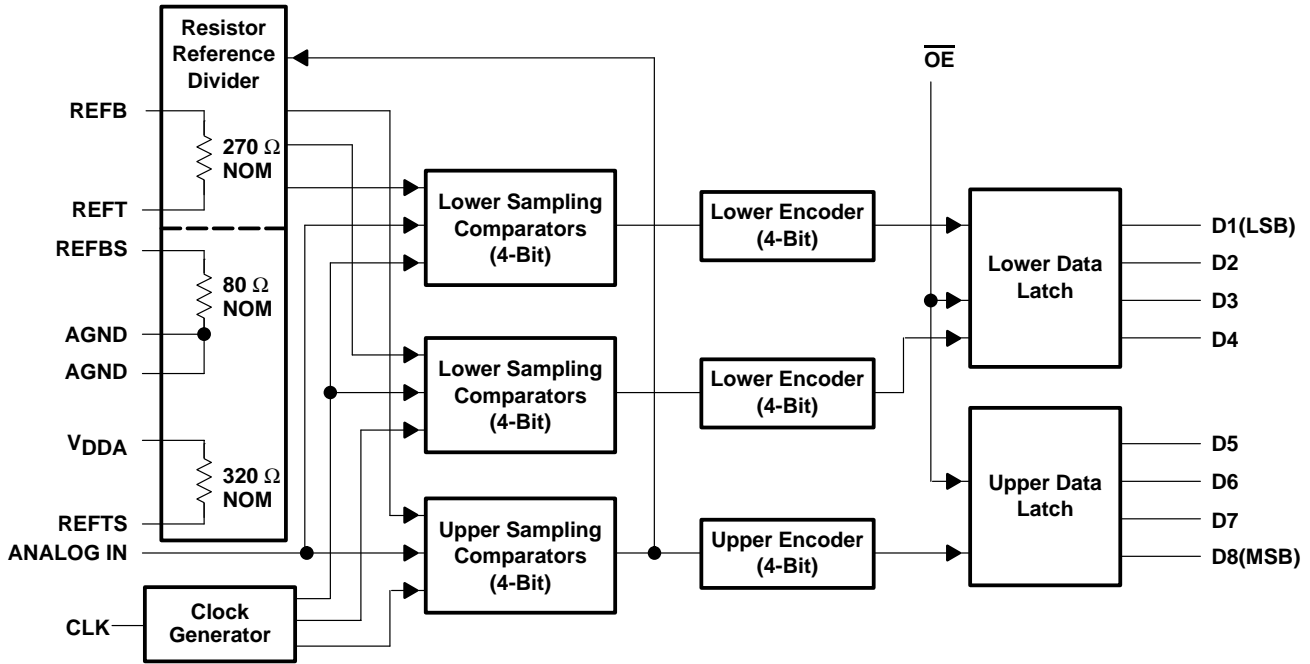 Resistor
Reference
Divider
OE
REFB
270 Ω
NOM
REFT
REFBS
80 Ω
NOM
AGND
AGND
VDDA
320 Ω
NOM
REFTS
ANALOG IN
CLK
Clock
Generator
Lower Sampling
Comparators
(4-Bit)
Lower Encoder
(4-Bit)
Lower Data
Latch
D1(LSB)
D2
D3
D4
Lower Sampling
Comparators
(4-Bit)
Lower Encoder
(4-Bit)
Upper Sampling
Comparators
(4-Bit)
Upper Encoder
(4-Bit)
Upper Data
Latch
D5
D6
D7
D8(MSB)